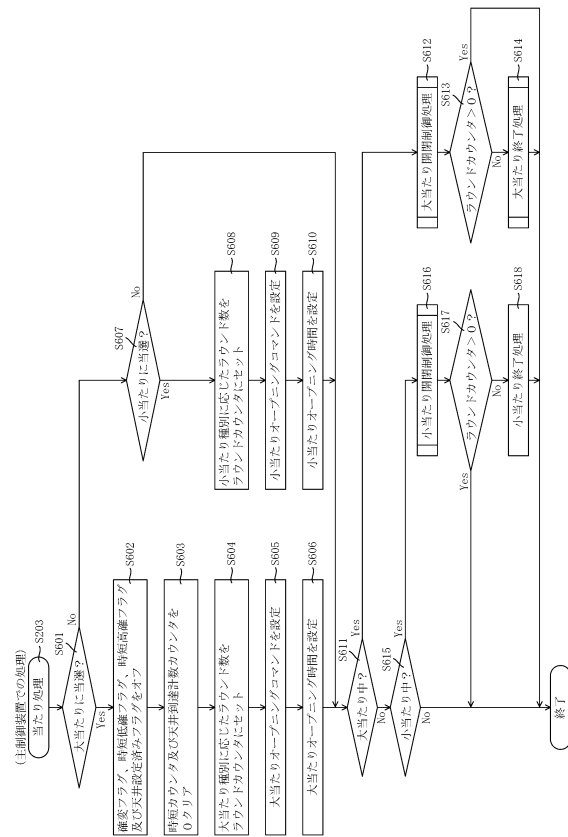 (主制御装置での処理)
当たり処理
S203
大当たりに当選？
S601
Yes
No
確変フラグ、時短低確フラグ、時短高確フラグ
及び天井設定済みフラグをオフ
S602
時短カウンタ及び天井到達計数カウンタを
０クリア
S603
大当たり種別に応じたラウンド数を
ラウンドカウンタにセット
S604
大当たりオープニングコマンドを設定
S605
大当たりオープニング時間を設定
S606
小当たりに当選？
S607
Yes
No
小当たり種別に応じたラウンド数を
ラウンドカウンタにセット
S608
小当たりオープニングコマンドを設定
S609
小当たりオープニング時間を設定
S610
大当たり中？
S611
Yes
No
大当たり開閉制御処理
S612
ラウンドカウンタ＞０？
S613
Yes
No
大当たり終了処理
S614
小当たり中？
S615
Yes
No
小当たり開閉制御処理
S616
ラウンドカウンタ＞０？
S617
Yes
No
小当たり終了処理
S618
終了